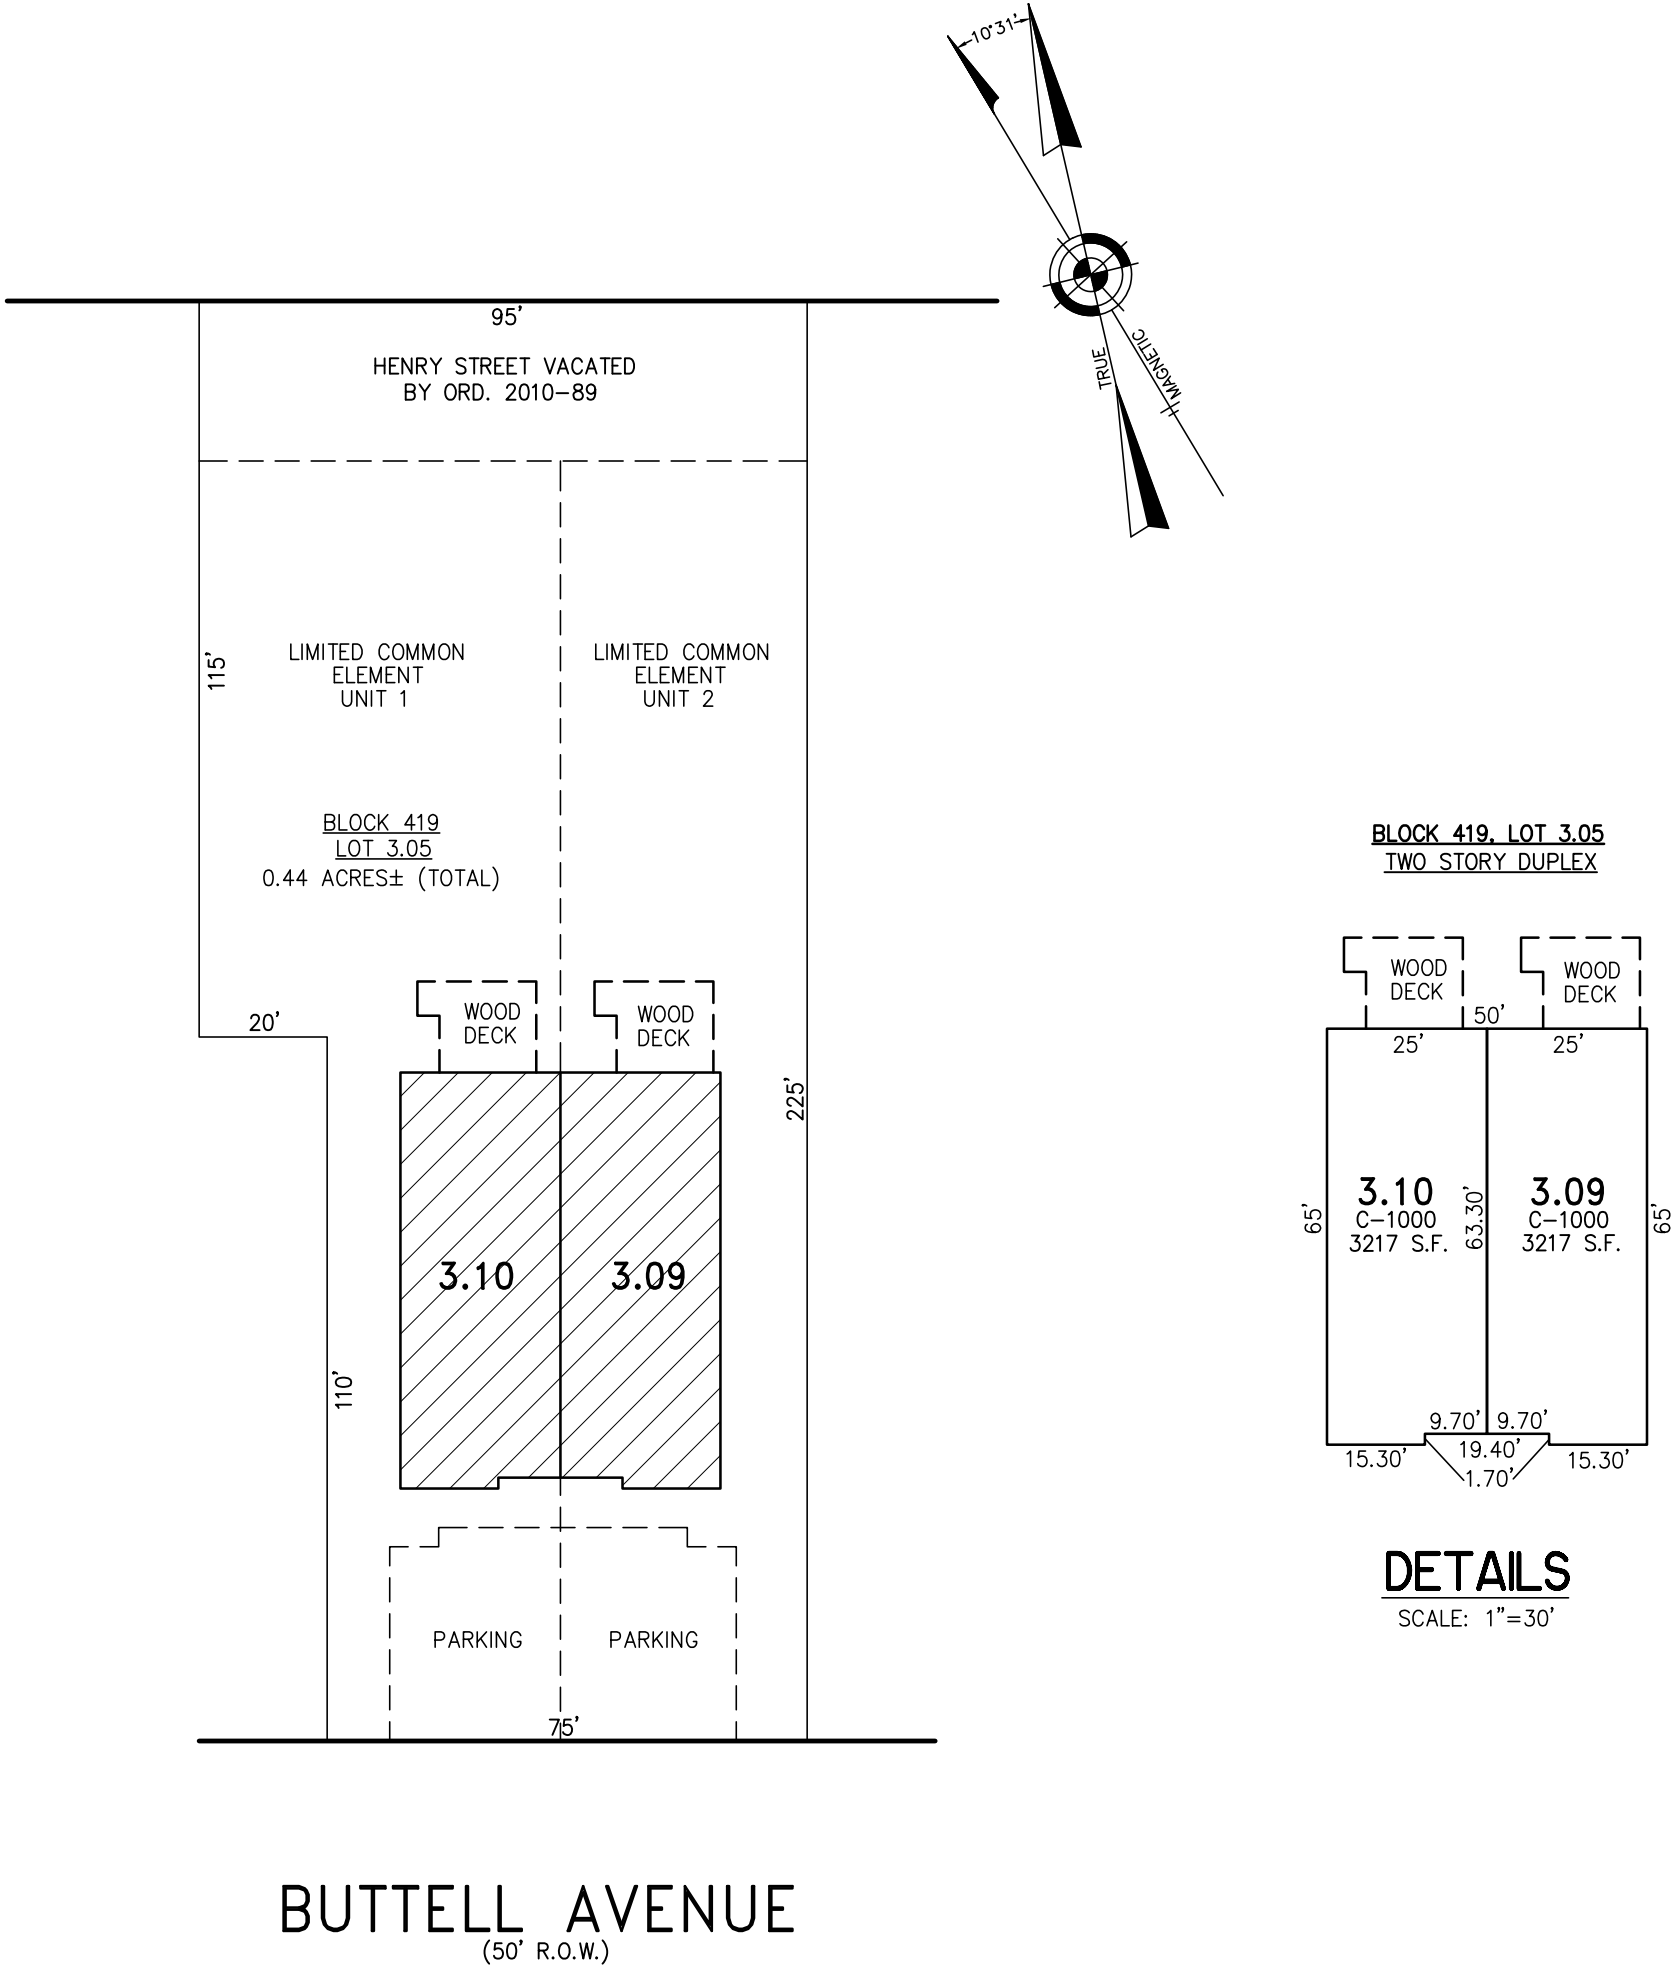 10°31'
TRUE
MAGNETIC
95'
HENRY STREET VACATED
BY ORD. 2010-89
115'
LIMITED COMMON
ELEMENT
UNIT 1
LIMITED COMMON
ELEMENT
UNIT 2
BLOCK 419
LOT 3.05
0.44 ACRES± (TOTAL)
20'
WOOD
DECK
WOOD
DECK
225'
110'
3.10
3.09
PARKING
PARKING
75'
BUTTELL AVENUE
(50' R.O.W.)
BLOCK 419, LOT 3.05
TWO STORY DUPLEX
WOOD
DECK
WOOD
DECK
50'
25'
25'
65'
3.10
C-1000
3217 S.F.
63.30'
3.09
C-1000
3217 S.F.
65'
9.70'
9.70'
15.30'
19.40'
15.30'
1.70'
DETAILS
SCALE: 1"=30'